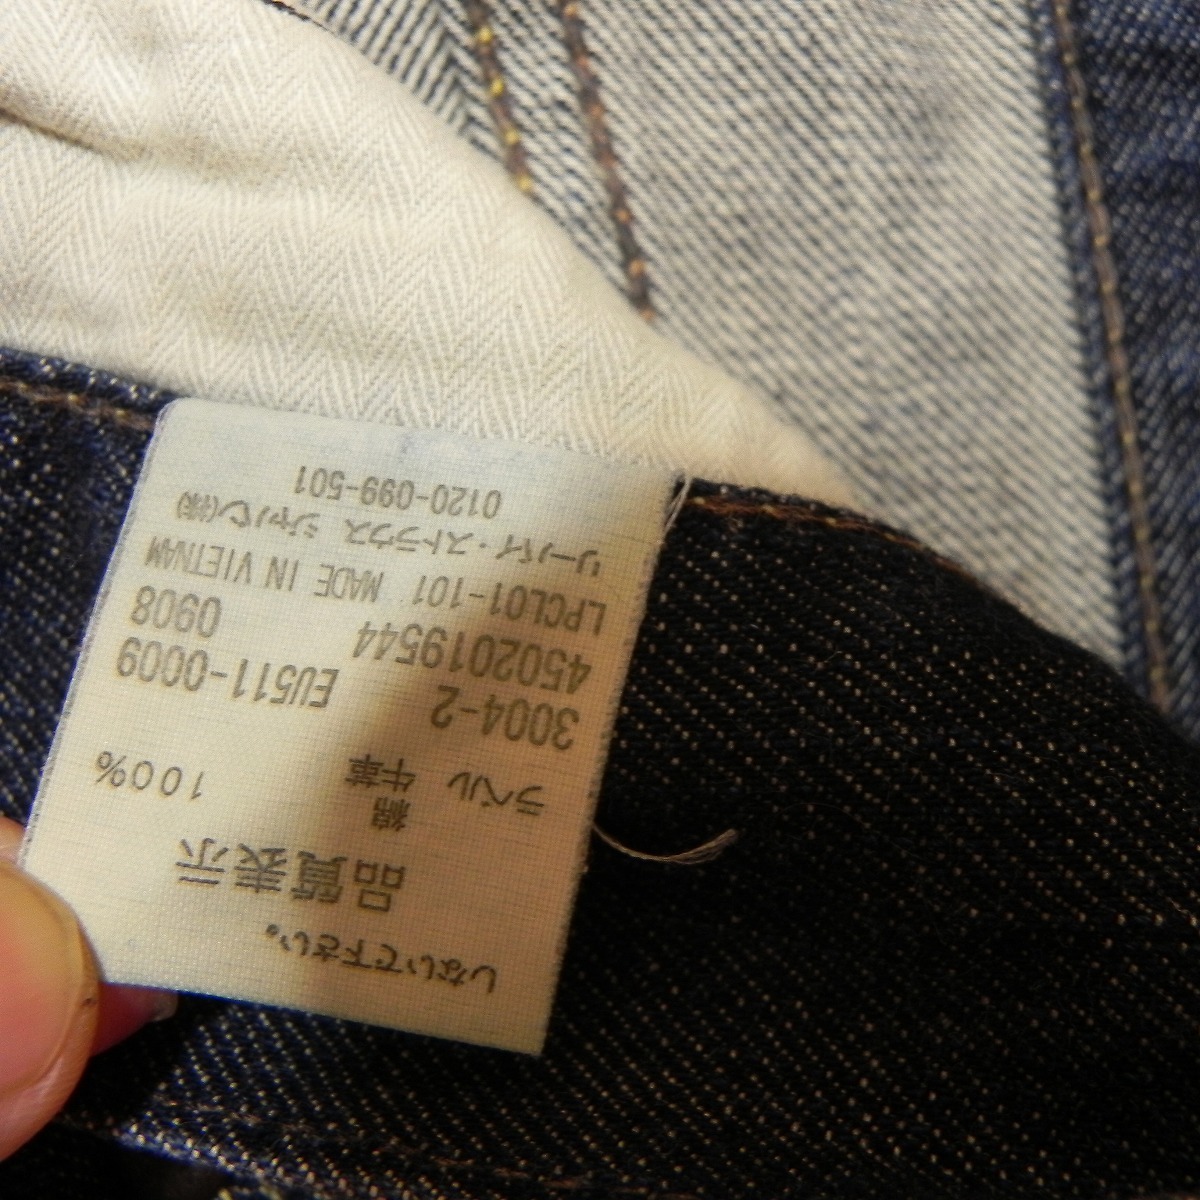 しないで下さい。
品質表示
綿 100%
ラベル 牛革
3004-2 EU511-0009
4502019544 0908
LPCL01-101 MADE IN VIETNAM
リーバイ・ストラウス ジャパン(株)
0120-099-501